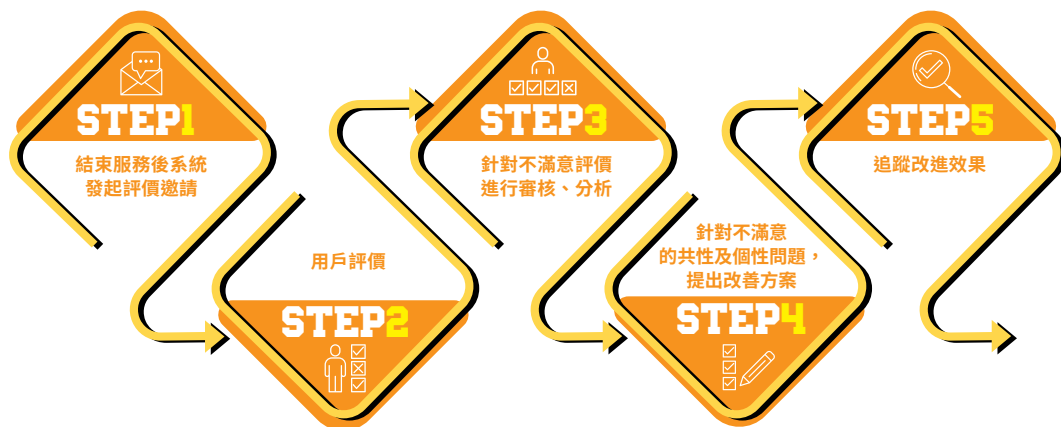 STEP1
結束服務後系統
發起評價邀請
用戶評價
STEP2
STEP3
針對不滿意評價
進行審核、分析
針對不滿意
的共性及個性問題，
提出改善方案
STEP4
STEP5
追蹤改進效果